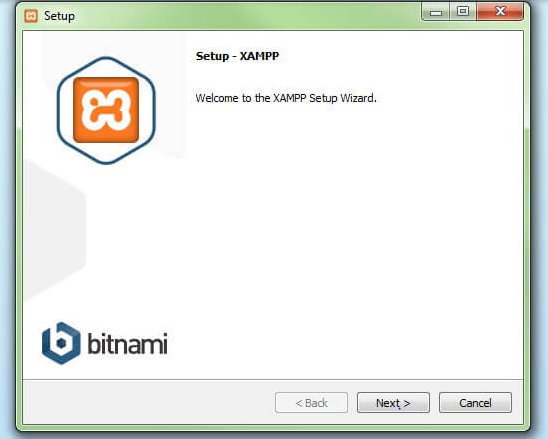 Setup
Setup - XAMPP
Welcome to the XAMPP Setup Wizard.
bitnami
< Back
Next >
Cancel